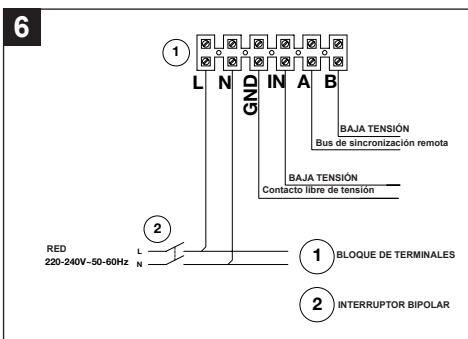 6
1
L N GND IN A B
BAJA TENSIÓN
Bus de sincronización remota
BAJA TENSIÓN
Contacto libre de tensión
2
RED
220-240V~50-60Hz
L
N
1 BLOQUE DE TERMINALES
2 INTERRUPTOR BIPOLAR